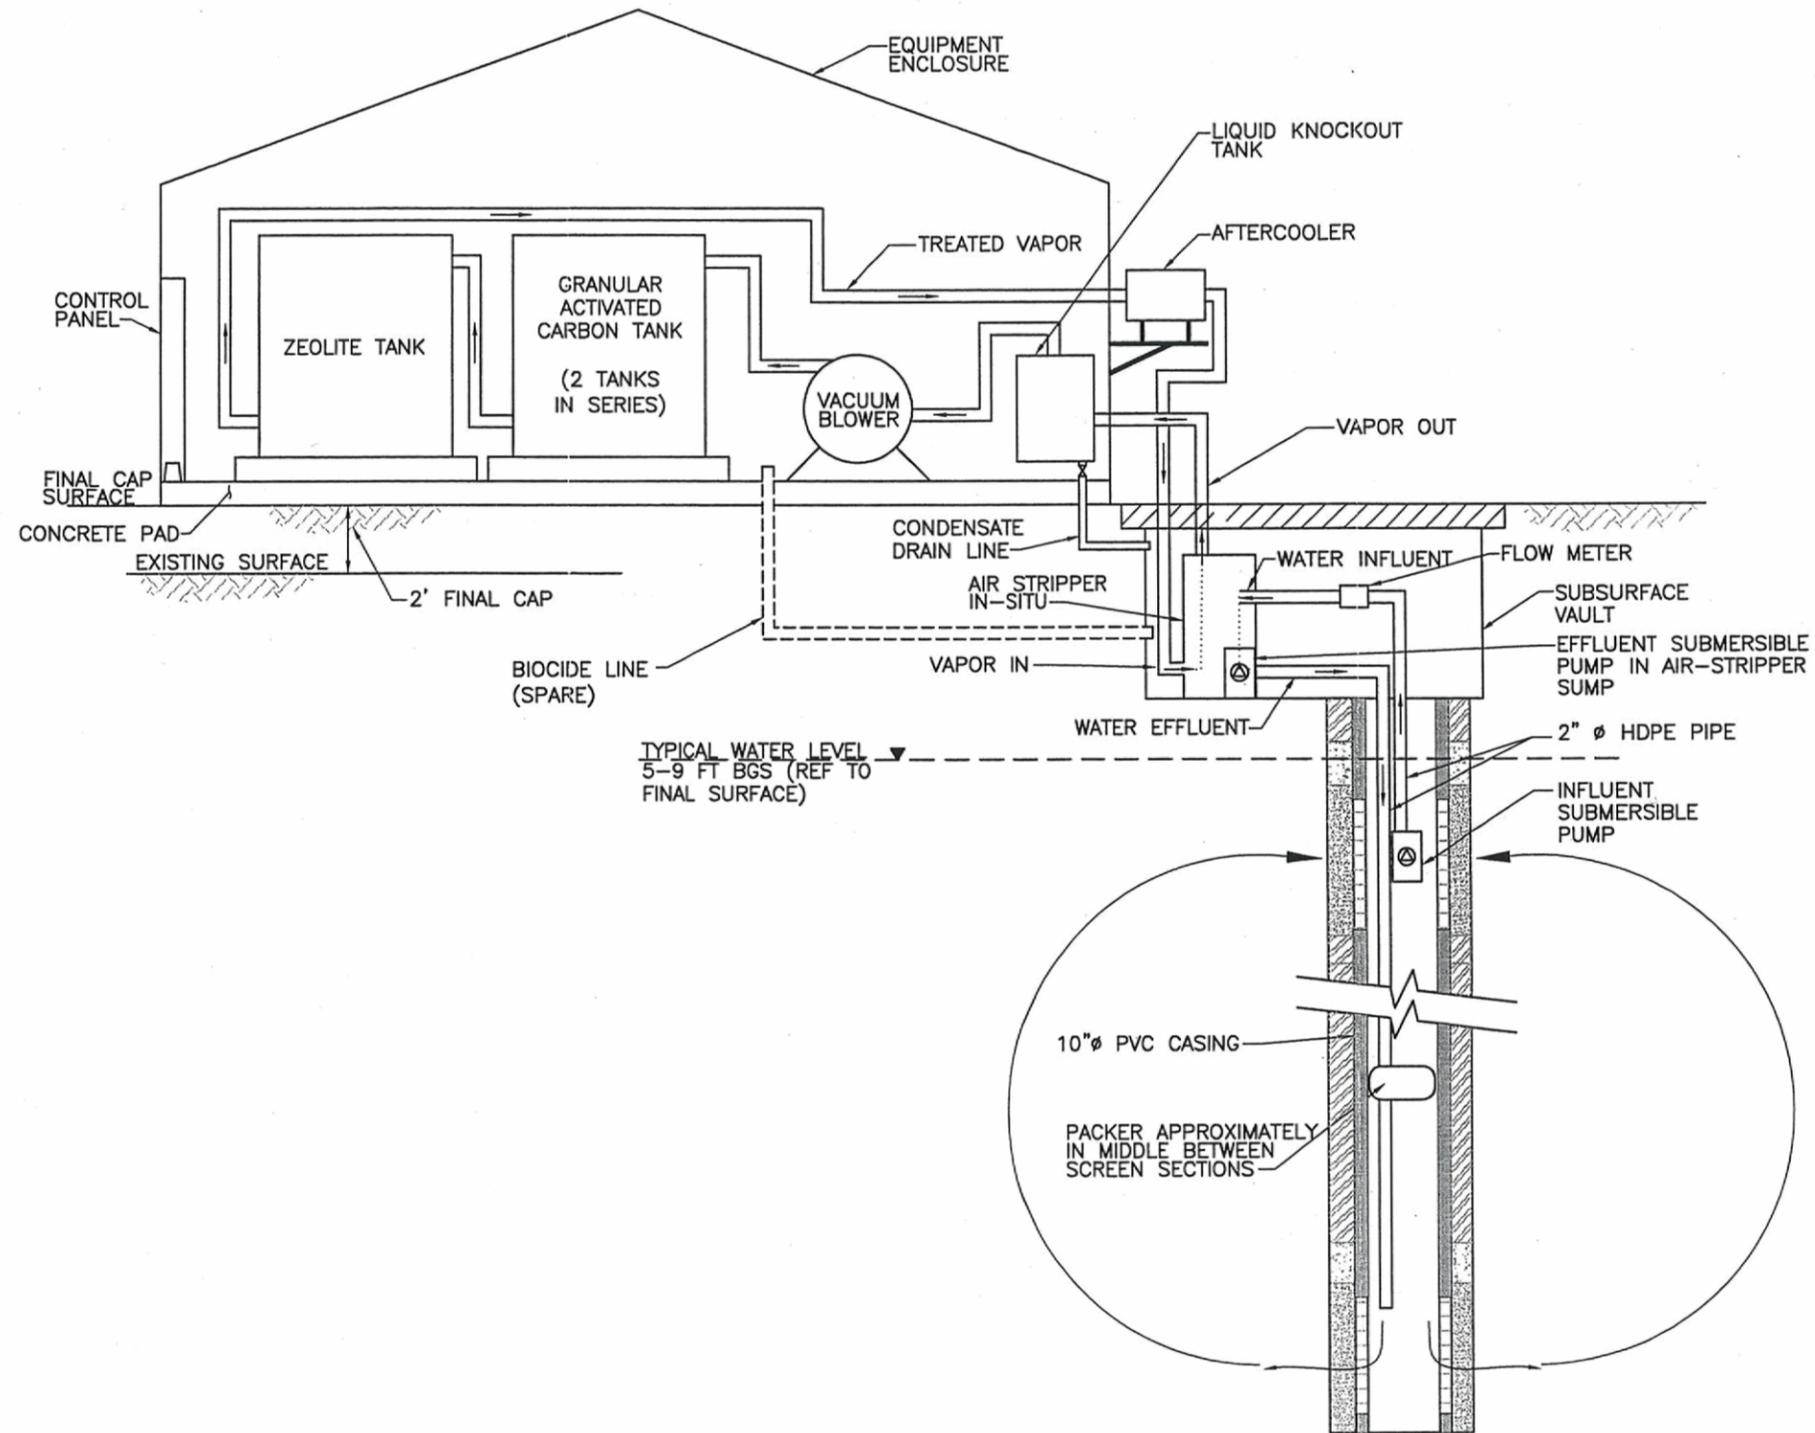 EQUIPMENT
ENCLOSURE
LIQUID KNOCKOUT
TANK
AFTERCOOLER
TREATED VAPOR
CONTROL
PANEL
ZEOLITE TANK
GRANULAR
ACTIVATED
CARBON TANK
(2 TANKS
IN SERIES)
VACUUM
BLOWER
VAPOR OUT
FINAL CAP
SURFACE
CONCRETE PAD
EXISTING SURFACE
2' FINAL CAP
CONDENSATE
DRAIN LINE
WATER INFLUENT
FLOW METER
AIR STRIPPER
IN-SITU
SUBSURFACE
VAULT
BIOCIDE LINE
(SPARE)
VAPOR IN
EFFLUENT SUBMERSIBLE
PUMP IN AIR-STRIPPER
SUMP
WATER EFFLUENT
2" ø HDPE PIPE
TYPICAL WATER LEVEL
5-9 FT BGS (REF TO
FINAL SURFACE)
INFLUENT
SUBMERSIBLE
PUMP
10"ø PVC CASING
PACKER APPROXIMATELY
IN MIDDLE BETWEEN
SCREEN SECTIONS